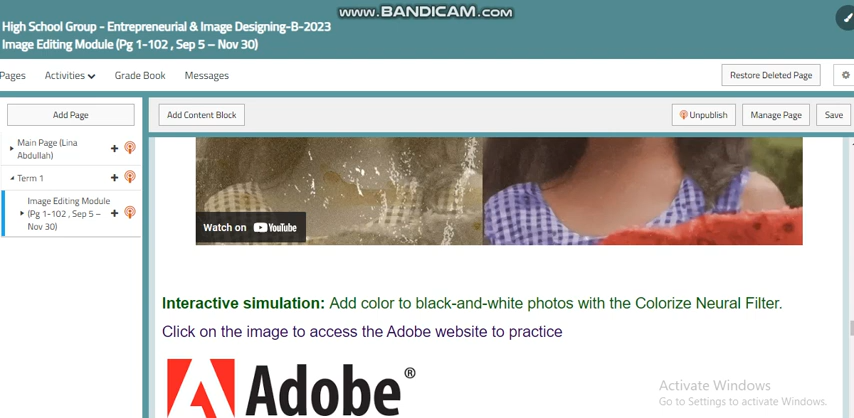 www.BANDICAM.com
High School Group - Entrepreneurial & Image Designing-B-2023
Image Editing Module (Pg 1-102 , Sep 5 – Nov 30)
Pages Activities Grade Book Messages Restore Deleted Page
Add Page Add Content Block Unpublish Manage Page Save
Main Page (Lina
Abdullah)
Term 1
Image Editing Module
(Pg 1-102 , Sep 5 –
Nov 30)
Watch on YouTube
Interactive simulation: Add color to black-and-white photos with the Colorize Neural Filter.
Click on the image to access the Adobe website to practice
Adobe®
Activate Windows
Go to Settings to activate Windows.